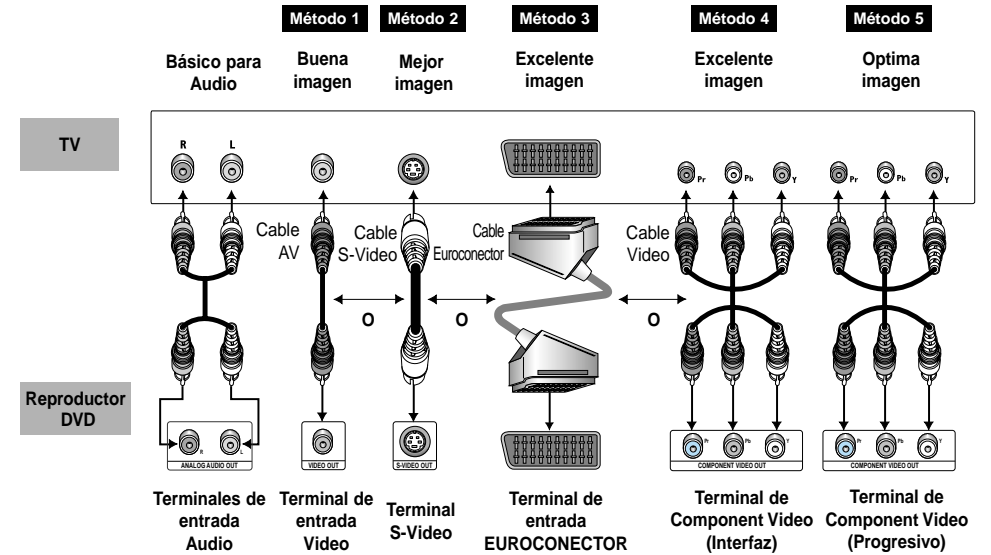 Método 1 Método 2 Método 3 Método 4 Método 5
Básico para Audio
Buena imagen
Mejor imagen
Excelente imagen
Excelente imagen
Optima imagen
TV
R L
Pr Pb Y Pr Pb Y
Cable AV
Cable S-Video
Cable Euroconector
Cable Video
O O O
Reproductor DVD
R L
Pr Pb Y Pr Pb Y
ANALOG AUDIO OUT VIDEO OUT S-VIDEO OUT COMPONENT VIDEO OUT COMPONENT VIDEO OUT
Terminales de entrada Audio
Terminal de entrada Video
Terminal S-Video
Terminal de entrada EUROCONECTOR
Terminal de Component Video (Interfaz)
Terminal de Component Video (Progresivo)